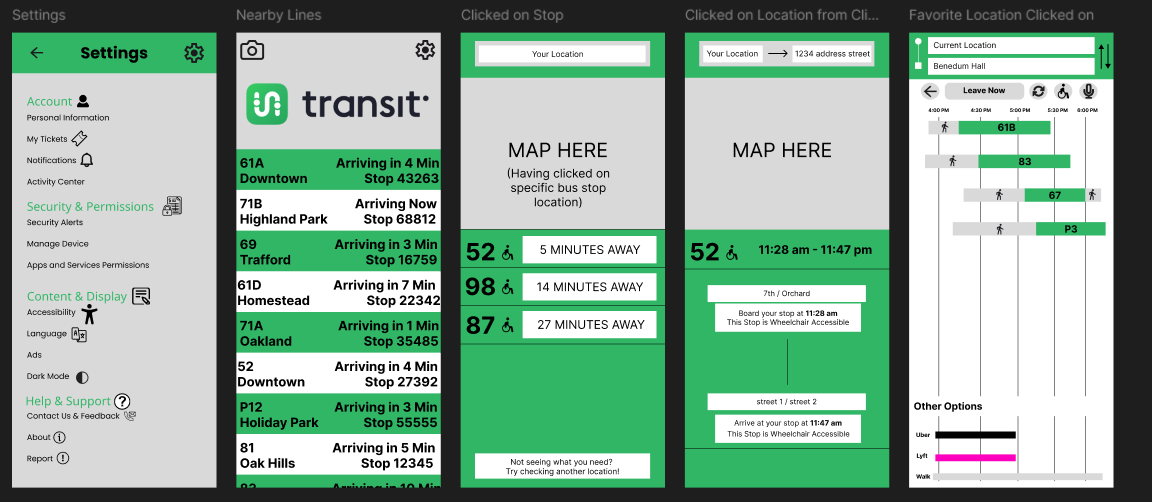 Settings
Settings
Account
Personal Information
My Tickets
Notifications
Activity Center
Security & Permissions
Security Alerts
Manage Device
Apps and Services Permissions
Content & Display
Accessibility
Language
Ads
Dark Mode
Help & Support
Contact Us & Feedback
About
Report
Nearby Lines
transit
61A Arriving in 4 Min
Downtown Stop 43263
71B Arriving Now
Highland Park Stop 68812
69 Arriving in 3 Min
Trafford Stop 16759
61D Arriving in 7 Min
Homestead Stop 22342
71A Arriving in 1 Min
Oakland Stop 35485
52 Arriving in 4 Min
Downtown Stop 27392
P12 Arriving in 3 Min
Holiday Park Stop 55555
81 Arriving in 5 Min
Oak Hills Stop 12345
83 Arriving in 10 Min
Clicked on Stop
Your Location
MAP HERE
(Having clicked on
specific bus stop
location)
52 5 MINUTES AWAY
98 14 MINUTES AWAY
87 27 MINUTES AWAY
Not seeing what you need?
Try checking another location!
Clicked on Location from Cli...
Your Location 1234 address street
MAP HERE
52 11:28 am - 11:47 pm
7th / Orchard
Board your stop at 11:28 am
This Stop is Wheelchair Accessible
street 1 / street 2
Arrive at your stop at 11:47 am
This Stop is Wheelchair Accessible
Favorite Location Clicked on
Current Location
Benedum Hall
Leave Now
4:00 PM 4:30 PM 5:00 PM 5:30 PM 6:00 PM
61B
83
67
P3
Other Options
Uber
Lyft
Walk